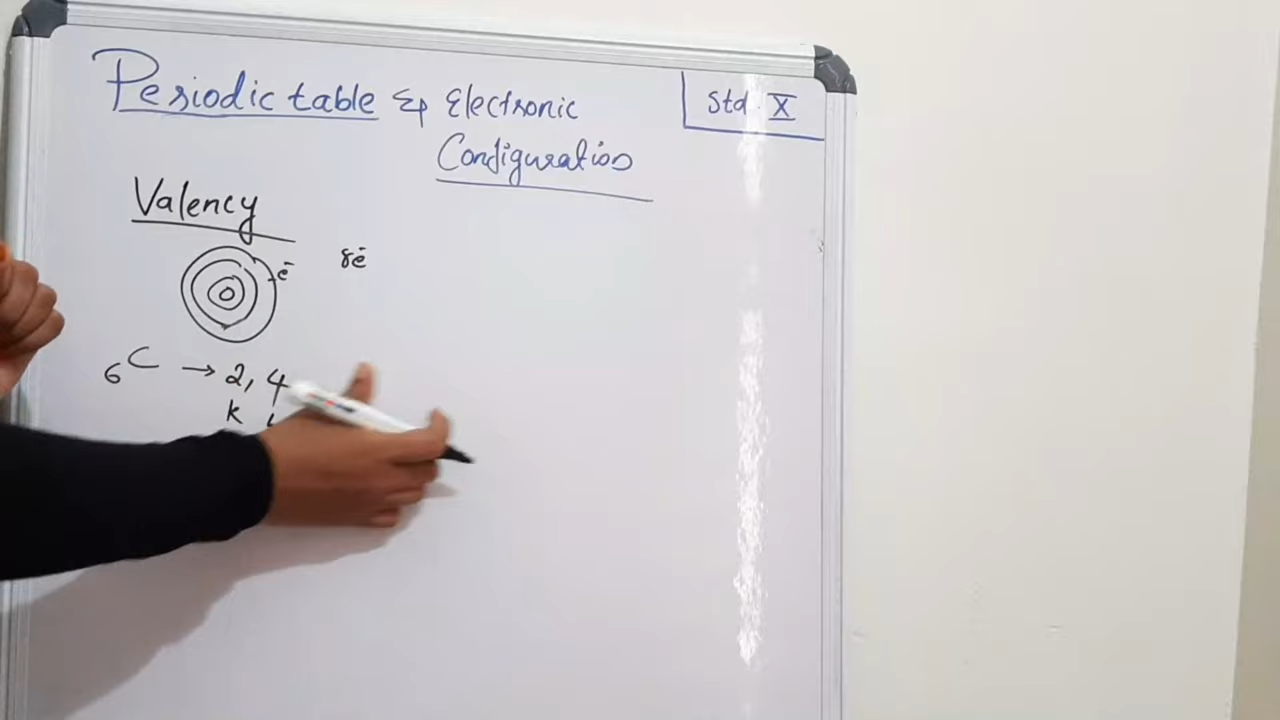 Periodic table & Electronic
Configuration
Std. X
Valency
e⁻
8e⁻
₆C → 2, 4
K